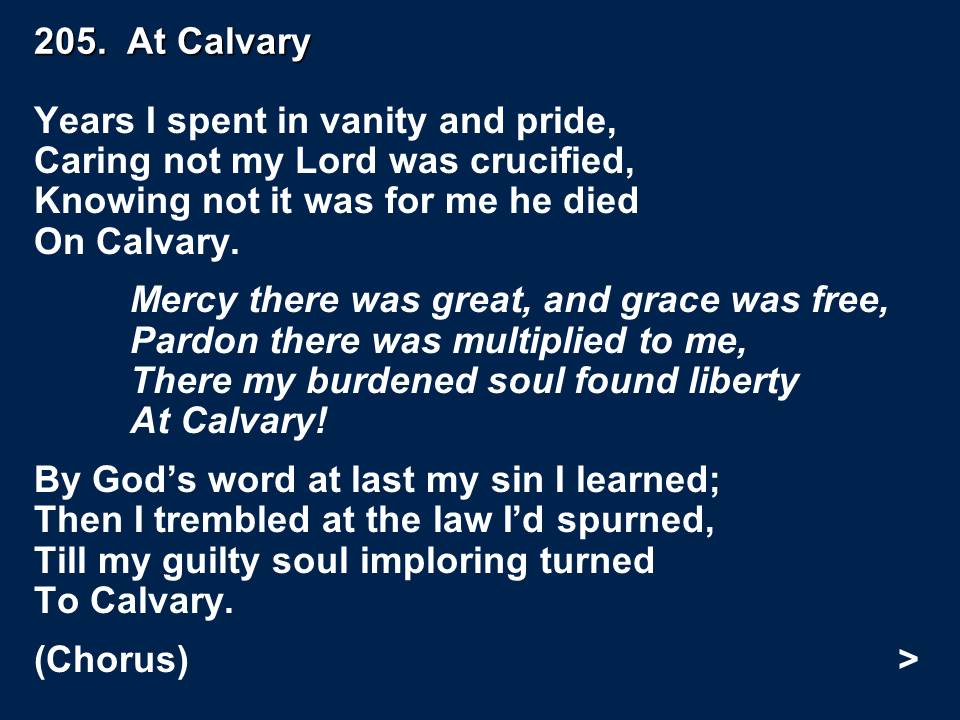 205.  At Calvary
Years I spent in vanity and pride,
Caring not my Lord was crucified,
Knowing not it was for me he died
On Calvary.
Mercy there was great, and grace was free,
Pardon there was multiplied to me,
There my burdened soul found liberty
At Calvary!
By God’s word at last my sin I learned;
Then I trembled at the law I’d spurned,
Till my guilty soul imploring turned
To Calvary.
(Chorus) >